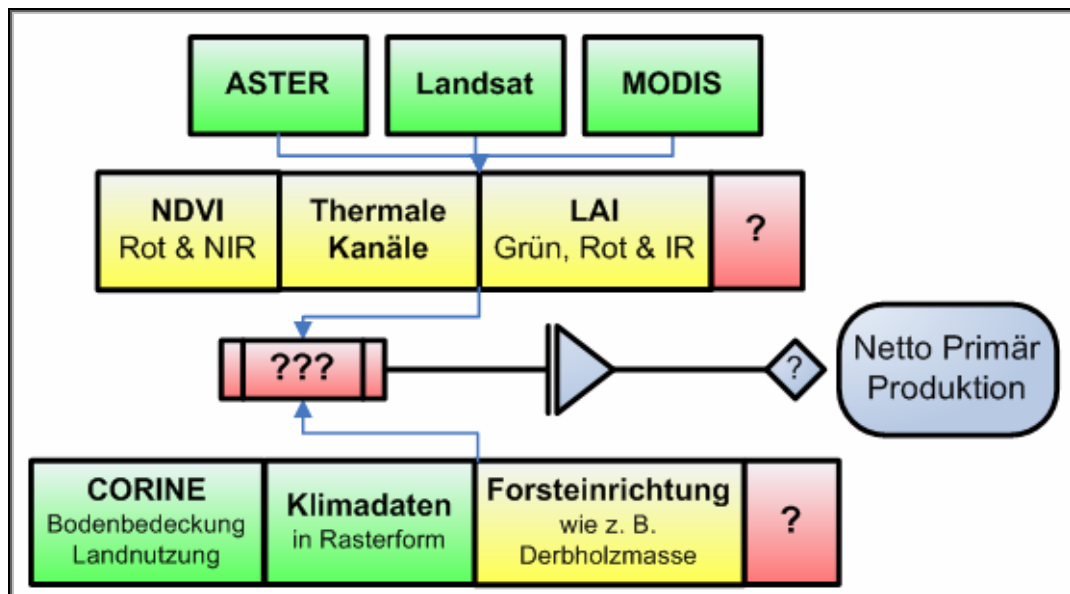 ASTER
Landsat
MODIS
NDVI
Rot & NIR
Thermale
Kanäle
LAI
Grün, Rot & IR
?
???
?
Netto Primär
Produktion
CORINE
Bodenbedeckung
Landnutzung
Klimadaten
in Rasterform
Forsteinrichtung
wie z. B.
Derbholzmasse
?